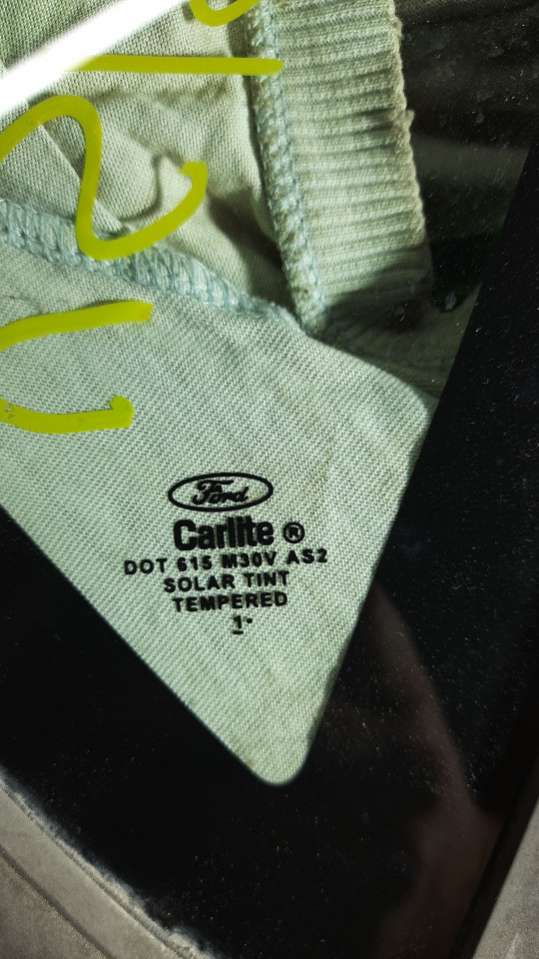 Ford
Carlite ®
DOT 615 M30V AS2
SOLAR TINT
TEMPERED
1.